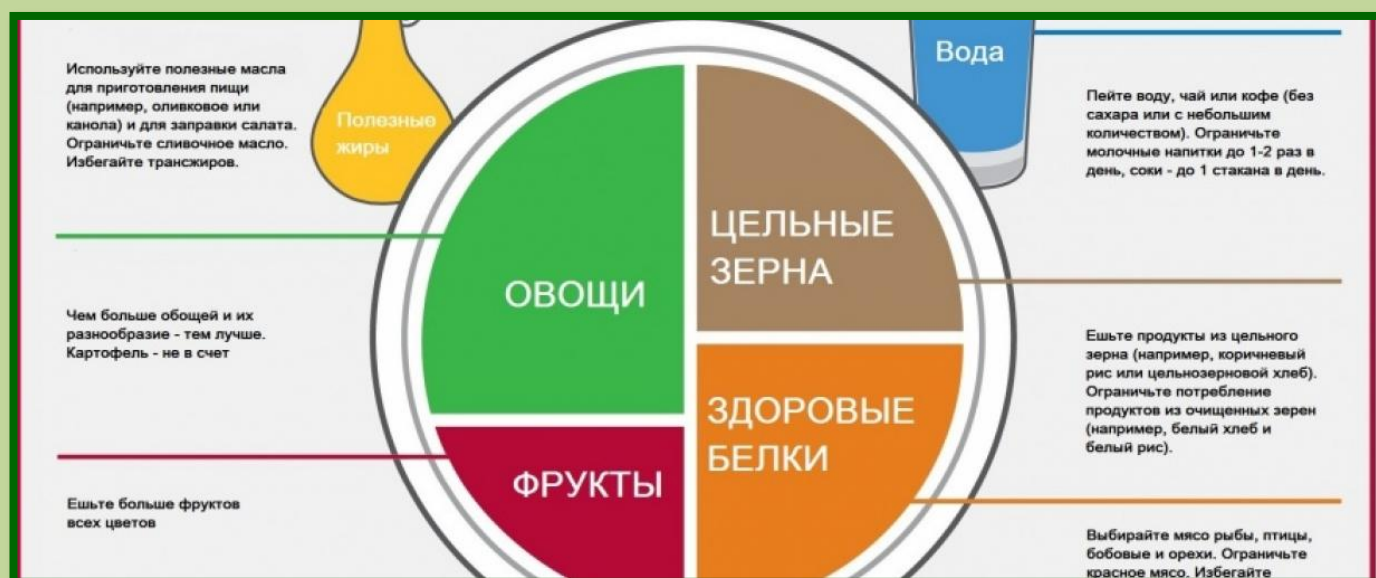 Используйте полезные масла
для приготовления пищи
(например, оливковое или
канола) и для заправки салата.
Ограничьте сливочное масло.
Избегайте трансжиров.
Полезные
жиры
Вода
Пейте воду, чай или кофе (без
сахара или с небольшим
количеством). Ограничьте
молочные напитки до 1-2 раз в
день, соки - до 1 стакана в день.
ОВОЩИ
ЦЕЛЬНЫЕ
ЗЕРНА
Чем больше обощей и их
разнообразие - тем лучше.
Картофель - не в счет
Ешьте продукты из цельного
зерна (например, коричневый
рис или цельнозерновой хлеб).
Ограничьте потребление
продуктов из очищенных зерен
(например, белый хлеб и
белый рис).
ФРУКТЫ
ЗДОРОВЫЕ
БЕЛКИ
Ешьте больше фруктов
всех цветов
Выбирайте мясо рыбы, птицы,
бобовые и орехи. Ограничьте
красное мясо. Избегайте